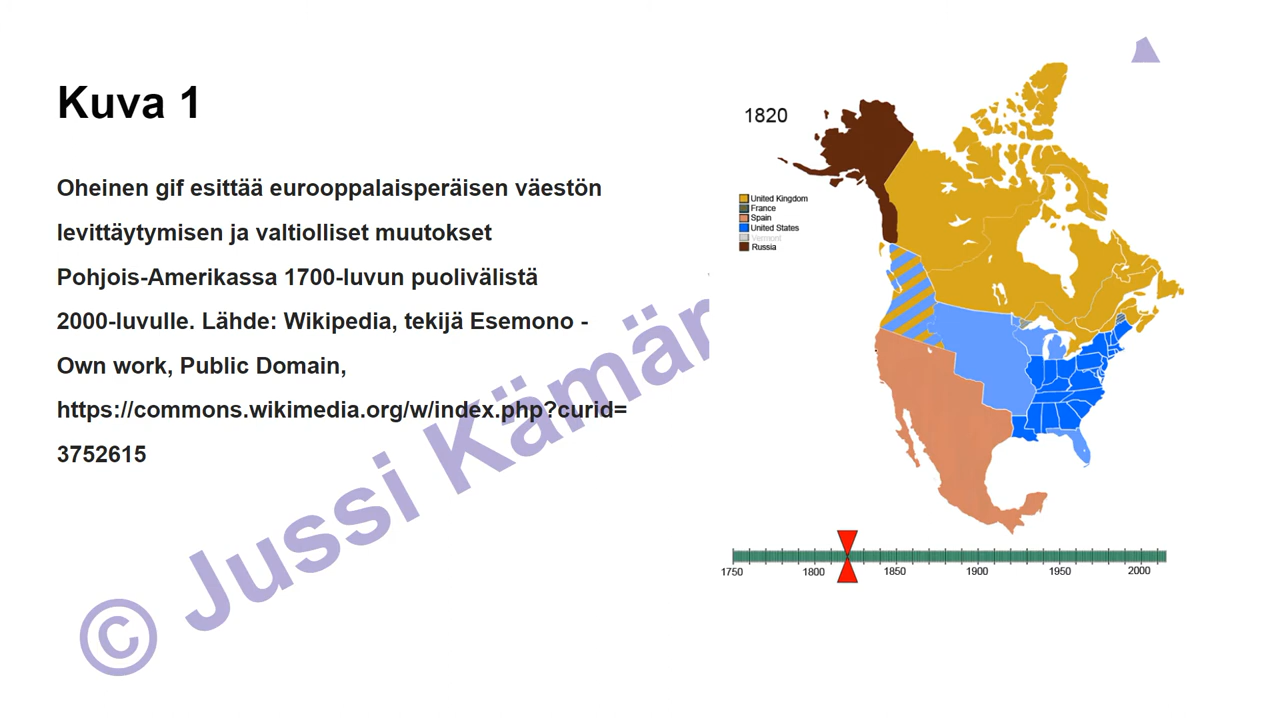 Kuva 1
Oheinen gif esittää eurooppalaisperäisen väestön
levittäytymisen ja valtiolliset muutokset
Pohjois-Amerikassa 1700-luvun puolivälistä
2000-luvulle. Lähde: Wikipedia, tekijä Esemono -
Own work, Public Domain,
https://commons.wikimedia.org/w/index.php?curid=
3752615
© Jussi Kämär
1820
United Kingdom
France
Spain
United States
Vermont
Russia
1750 1800 1850 1900 1950 2000